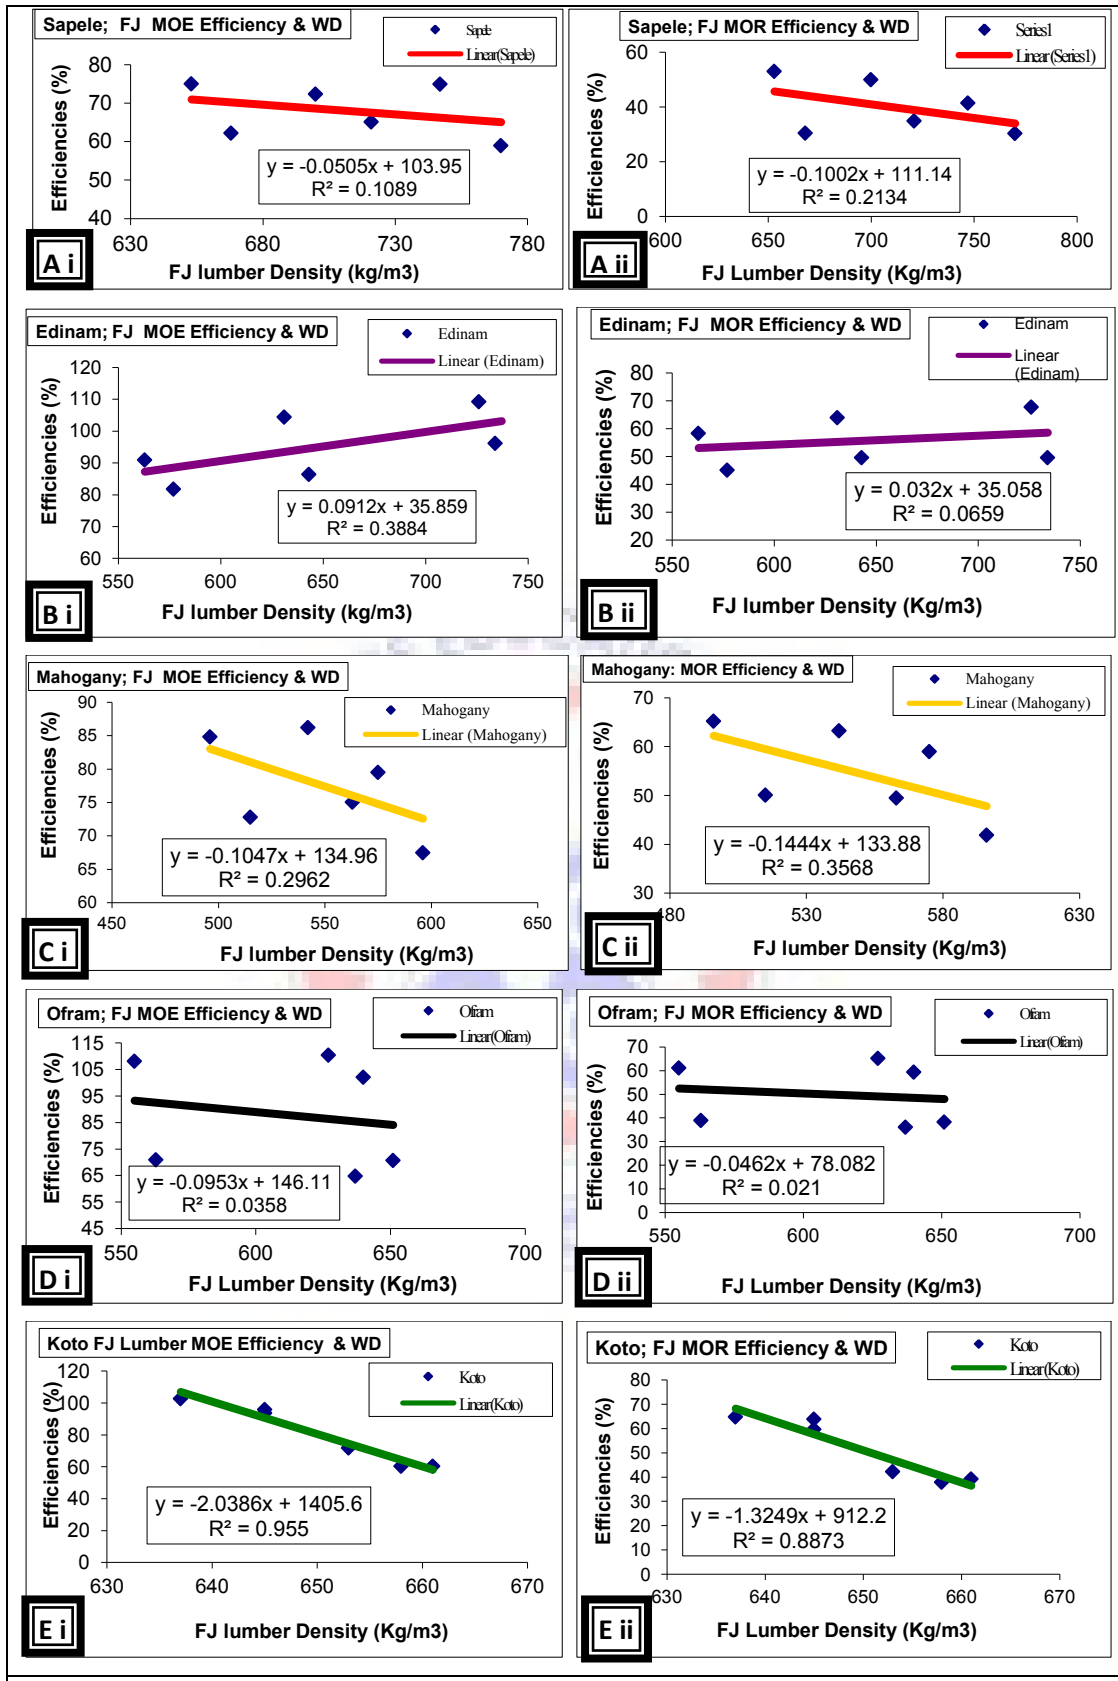 Sapele; FJ MOE Efficiency & WD
Sapele
Linear(Sapele)
Efficiencies (%)
80
70
60
50
40
y = -0.0505x + 103.95
R² = 0.1089
630 680 730 780
FJ lumber Density (kg/m3)
A i
Sapele; FJ MOR Efficiency & WD
Series1
Linear (Series1)
Efficiencies (%)
60
40
20
0
y = -0.1002x + 111.14
R² = 0.2134
600 650 700 750 800
FJ Lumber Density (Kg/m3)
A ii
Edinam; FJ MOE Efficiency & WD
Edinam
Linear (Edinam)
Efficiencies (%)
120
110
100
90
80
70
60
y = 0.0912x + 35.859
R² = 0.3884
550 600 650 700 750
FJ lumber Density (kg/m3)
B i
Edinam; FJ MOR Efficiency & WD
Edinam
Linear
(Edinam)
Efficiencies (%)
80
70
60
50
40
30
20
y = 0.032x + 35.058
R² = 0.0659
550 600 650 700 750
FJ lumber Density (Kg/m3)
B ii
Mahogany; FJ MOE Efficiency & WD
Mahogany
Linear (Mahogany)
Efficiencies (%)
90
85
80
75
70
65
60
y = -0.1047x + 134.96
R² = 0.2962
450 500 550 600 650
FJ lumber Density (Kg/m3)
C i
Mahogany: MOR Efficiency & WD
Mahogany
Linear (Mahogany)
Efficiencies (%)
70
60
50
40
30
y = -0.1444x + 133.88
R² = 0.3568
480 530 580 630
FJ lumber Density (Kg/m3)
C ii
Ofram; FJ MOE Efficiency & WD
Ofram
Linear(Ofram)
Efficiencies (%)
115
105
95
85
75
65
55
45
y = -0.0953x + 146.11
R² = 0.0358
550 600 650 700
FJ Lumber Density (Kg/m3)
D i
Ofram; FJ MOR Efficiency & WD
Ofram
Linear(Ofram)
Efficiencies (%)
70
60
50
40
30
20
10
0
y = -0.0462x + 78.082
R² = 0.021
550 600 650 700
FJ Lumber Density (Kg/m3)
D ii
Koto FJ Lumber MOE Efficiency & WD
Koto
Linear(Koto)
Efficiencies (%)
120
100
80
60
40
20
0
y = -2.0386x + 1405.6
R² = 0.955
630 640 650 660 670
FJ lumber Density (Kg/m3)
E i
Koto; FJ MOR Efficiency & WD
Koto
Linear(Koto)
Efficiencies (%)
80
70
60
50
40
30
20
10
0
y = -1.3249x + 912.2
R² = 0.8873
630 640 650 660 670
FJ Lumber Density (Kg/m3)
E ii